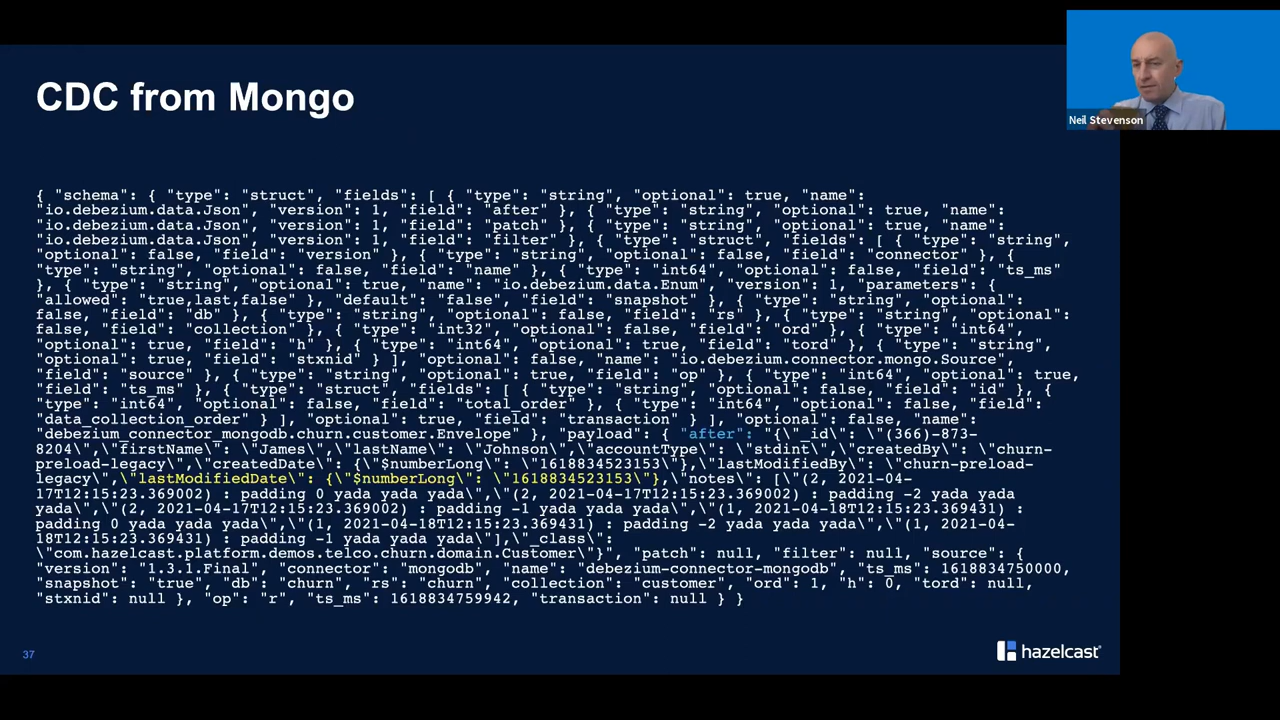 CDC from Mongo
Neil Stevenson
{ "schema": { "type": "struct", "fields": [ { "type": "string", "optional": true, "name":
"io.debezium.data.Json", "version": 1, "field": "after" }, { "type": "string", "optional": true, "name":
"io.debezium.data.Json", "version": 1, "field": "patch" }, { "type": "string", "optional": true, "name":
"io.debezium.data.Json", "version": 1, "field": "filter" }, { "type": "struct", "fields": [ { "type": "string",
"optional": false, "field": "version" }, { "type": "string", "optional": false, "field": "connector" }, {
"type": "string", "optional": false, "field": "name" }, { "type": "int64", "optional": false, "field": "ts_ms"
}, { "type": "string", "optional": true, "name": "io.debezium.data.Enum", "version": 1, "parameters": {
"allowed": "true,last,false" }, "default": "false", "field": "snapshot" }, { "type": "string", "optional":
false, "field": "db" }, { "type": "string", "optional": false, "field": "rs" }, { "type": "string", "optional":
false, "field": "collection" }, { "type": "int32", "optional": false, "field": "ord" }, { "type": "int64",
"optional": true, "field": "h" }, { "type": "int64", "optional": true, "field": "tord" }, { "type": "string",
"optional": true, "field": "stxnid" } ], "optional": false, "name": "io.debezium.connector.mongo.Source",
"field": "source" }, { "type": "string", "optional": true, "field": "op" }, { "type": "int64", "optional": true,
"field": "ts_ms" }, { "type": "struct", "fields": [ { "type": "string", "optional": false, "field": "id" }, {
"type": "int64", "optional": false, "field": "total_order" }, { "type": "int64", "optional": false, "field":
"data_collection_order" } ], "optional": true, "field": "transaction" } ], "optional": false, "name":
"debezium_connector_mongodb.churn.customer.Envelope" }, "payload": { "after": "{\"_id\": \"(366)-873-
8204\",\"firstName\": \"James\",\"lastName\": \"Johnson\",\"accountType\": \"stdint\",\"createdBy\": \"churn-
preload-legacy\",\"createdDate\": {\"$numberLong\": \"1618834523153\"},\"lastModifiedBy\": \"churn-preload-
legacy\",\"lastModifiedDate\": {\"$numberLong\": \"1618834523153\"},\"notes\": [\"(2, 2021-04-
17T12:15:23.369002) : padding 0 yada yada yada\",\"(2, 2021-04-17T12:15:23.369002) : padding -2 yada yada
yada\",\"(2, 2021-04-17T12:15:23.369002) : padding -1 yada yada yada\",\"(1, 2021-04-18T12:15:23.369431) :
padding 0 yada yada yada\",\"(1, 2021-04-18T12:15:23.369431) : padding -2 yada yada yada\",\"(1, 2021-04-
18T12:15:23.369431) : padding -1 yada yada yada\"],\"_class\":
\"com.hazelcast.platform.demos.telco.churn.domain.Customer\"}", "patch": null, "filter": null, "source": {
"version": "1.3.1.Final", "connector": "mongodb", "name": "debezium-connector-mongodb", "ts_ms": 1618834750000,
"snapshot": "true", "db": "churn", "rs": "churn", "collection": "customer", "ord": 1, "h": 0, "tord": null,
"stxnid": null }, "op": "r", "ts_ms": 1618834759942, "transaction": null } }
37
hazelcast